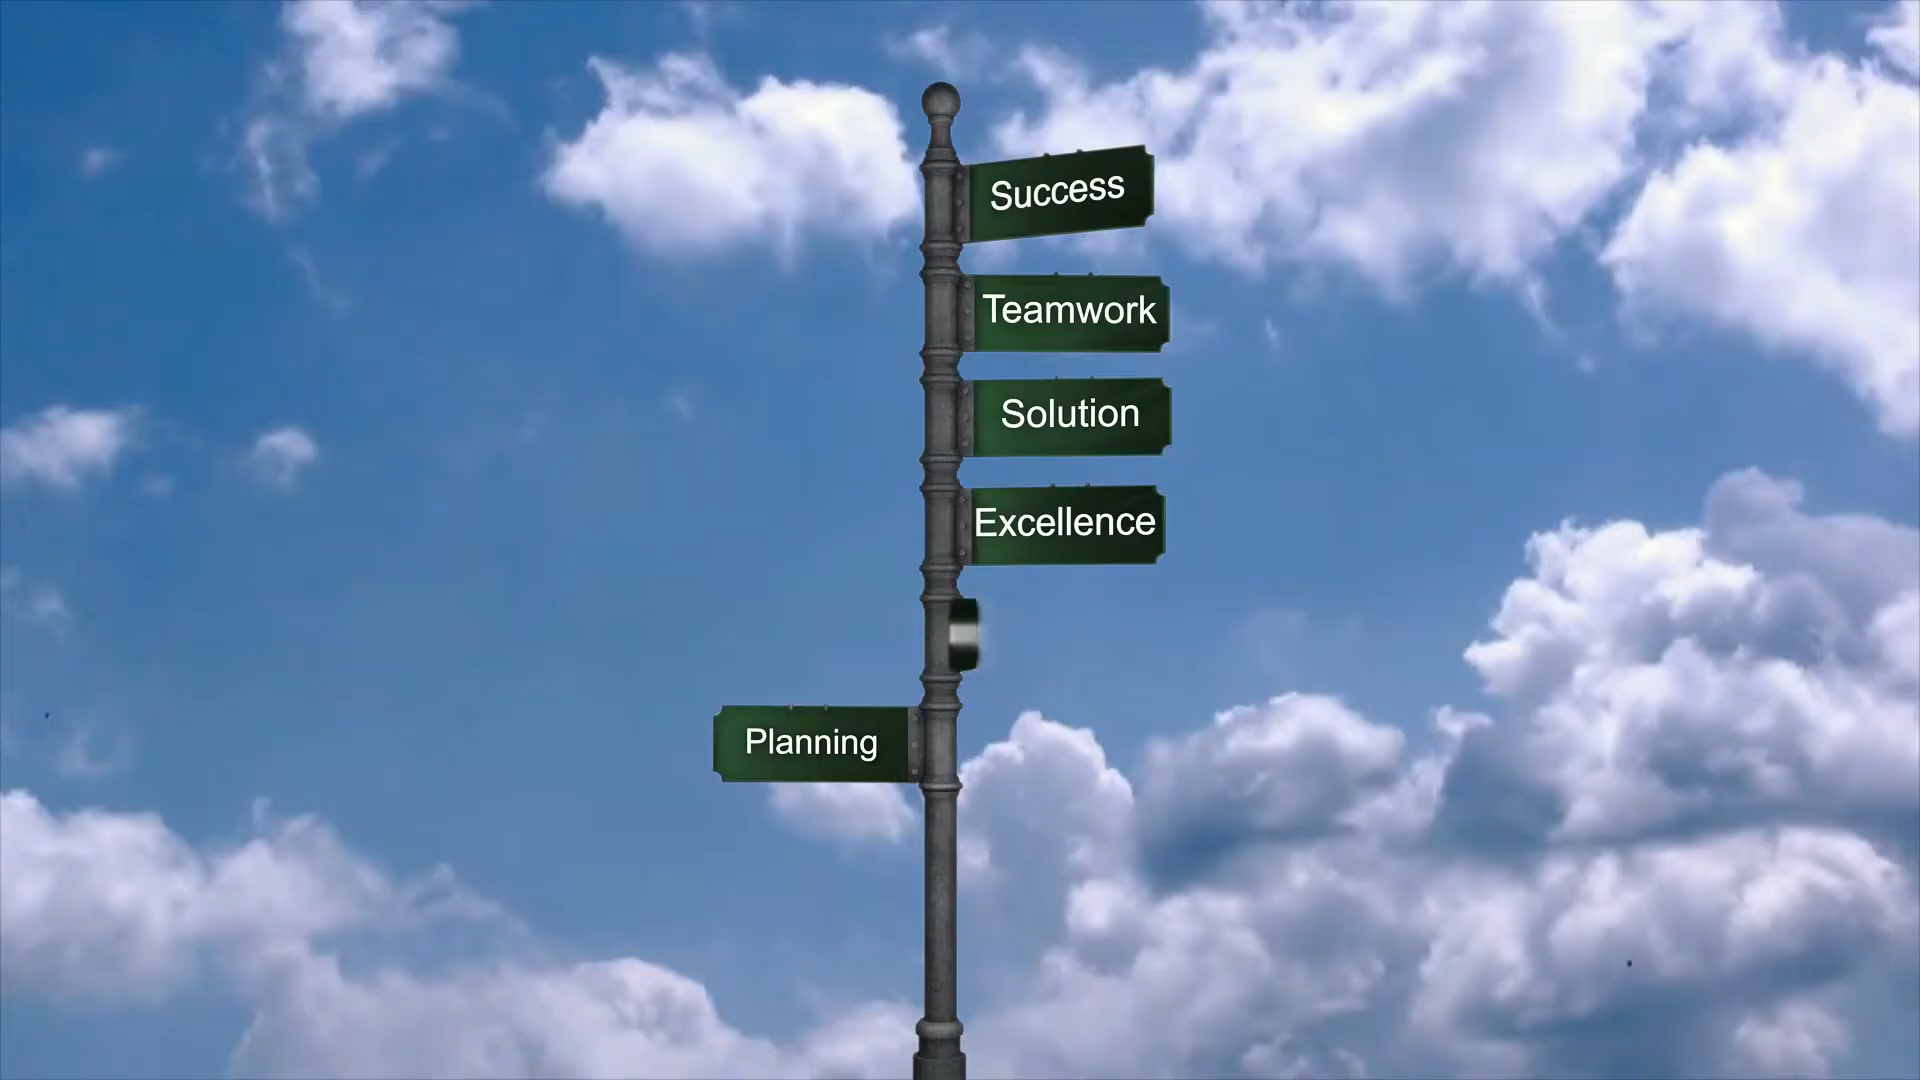 Success
Teamwork
Solution
Excellence
Planning